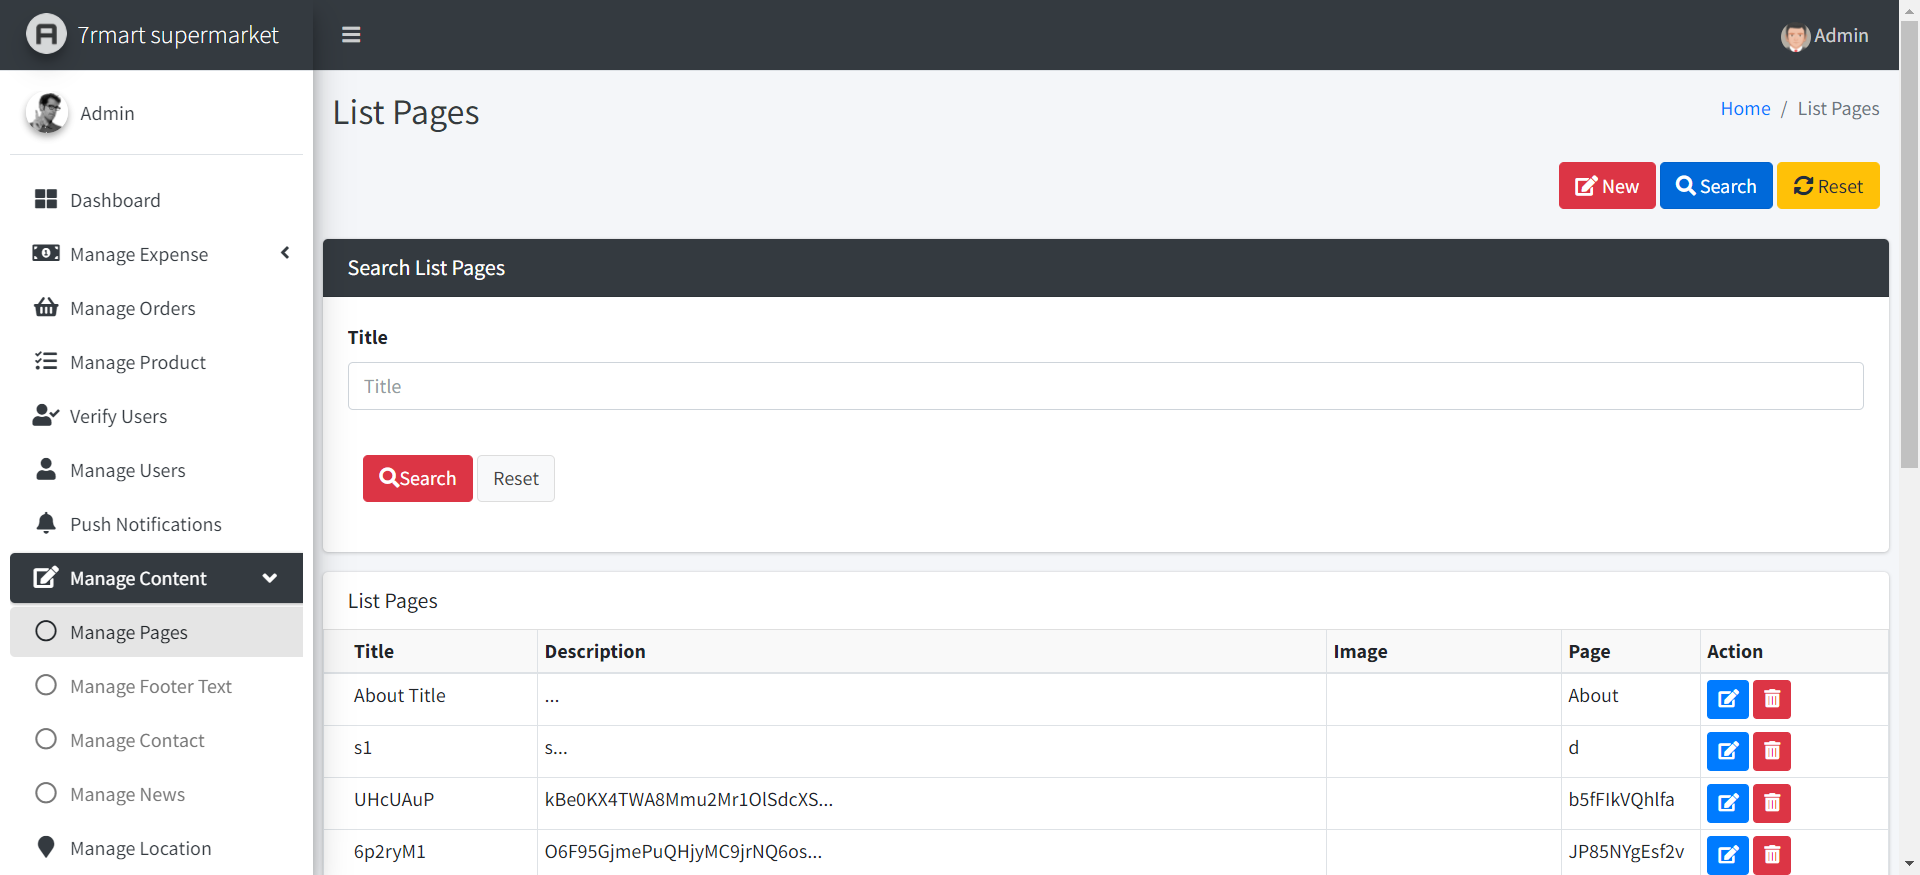 7rmart supermarket
Admin
Admin
List Pages
Home / List Pages
New Search Reset
Dashboard
Manage Expense
Manage Orders
Manage Product
Verify Users
Manage Users
Push Notifications
Manage Content
Manage Pages
Manage Footer Text
Manage Contact
Manage News
Manage Location
Search List Pages
Title
Title
Search Reset
List Pages
Title Description Image Page Action
About Title ... About
s1 s... d
UHcUAuP kBe0KX4TWA8Mmu2Mr1OlSdcXS... b5fFIkVQhlfa
6p2ryM1 O6F95GjmePuQHjyMC9jrNQ6os... JP85NYgEsf2v